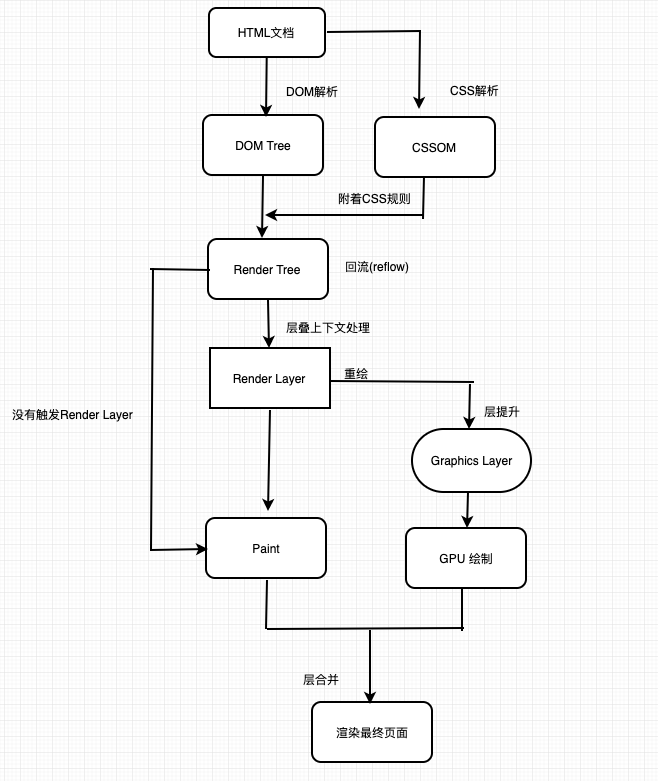 HTML文档
DOM解析
CSS解析
DOM Tree
CSSOM
附着CSS规则
Render Tree
回流(reflow)
层叠上下文处理
Render Layer
重绘
没有触发Render Layer
层提升
Graphics Layer
Paint
GPU 绘制
层合并
渲染最终页面